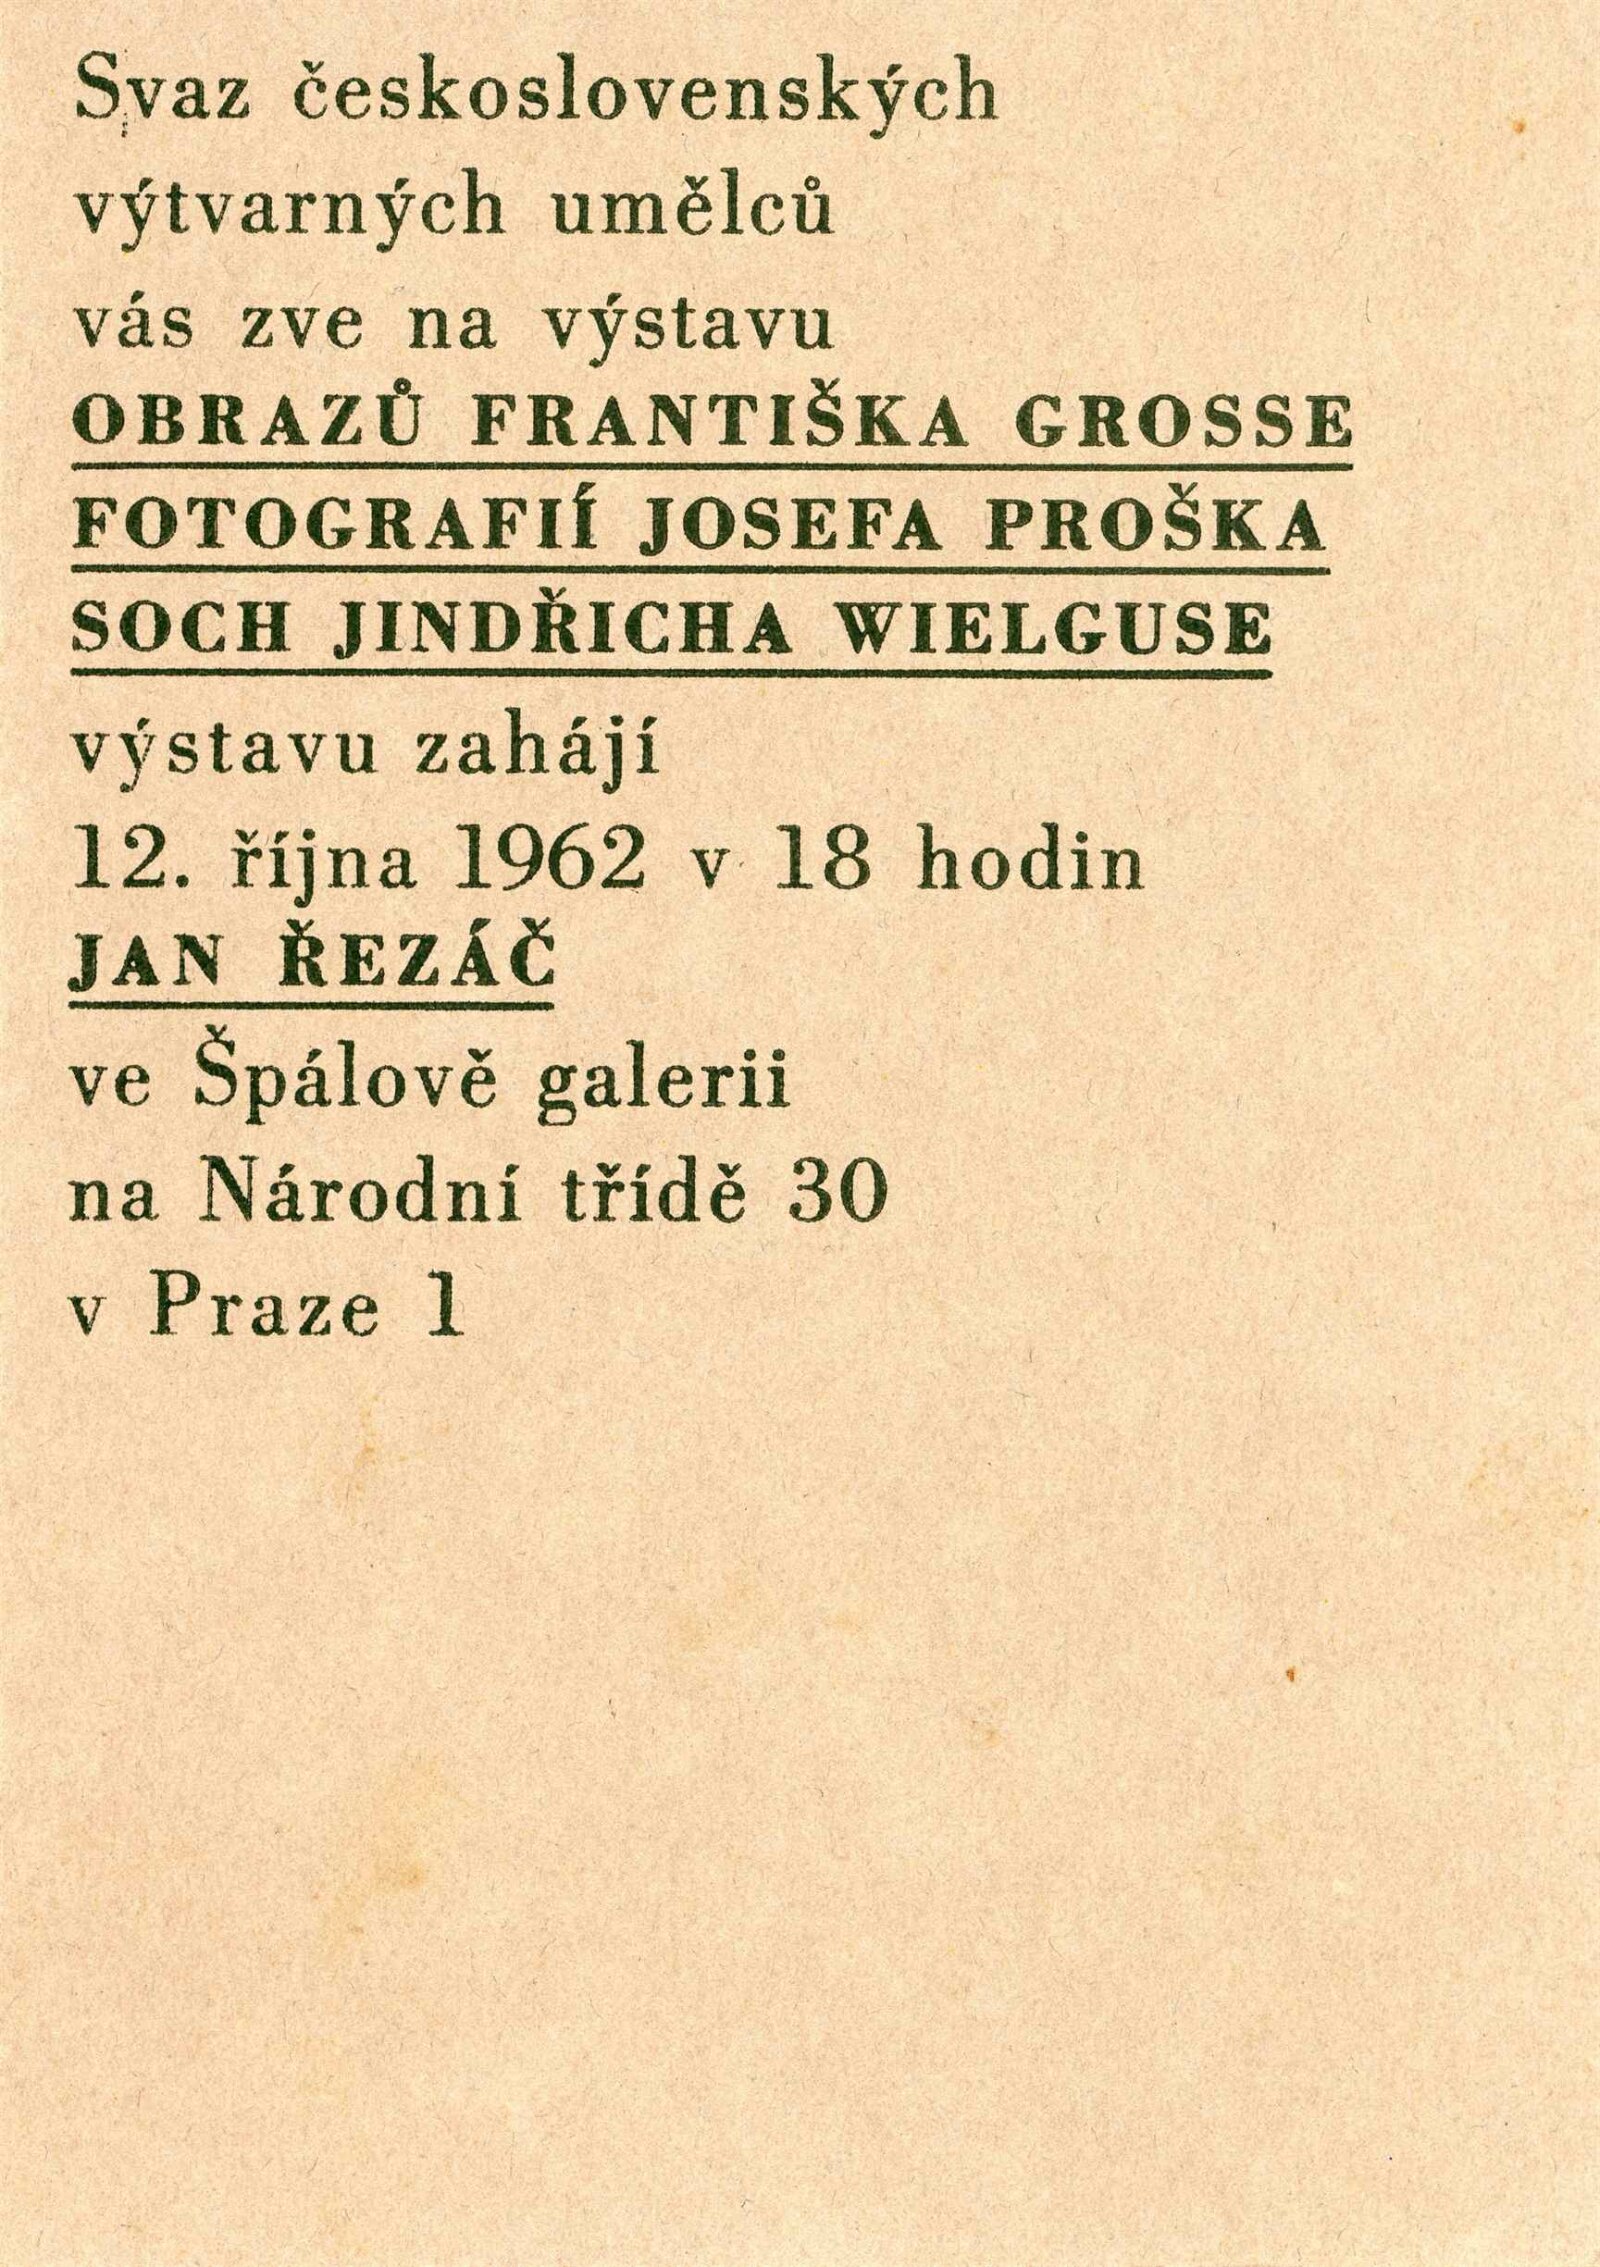 Svaz československých
výtvarných umělců
vás zve na výstavu
OBRAZŮ FRANTIŠKA GROSSE
FOTOGRAFIÍ JOSEFA PROŠKA
SOCH JINDŘICHA WIELGUSE
výstavu zahájí
12. října 1962 v 18 hodin
JAN ŘEZÁČ
ve Špálově galerii
na Národní třídě 30
v Praze 1